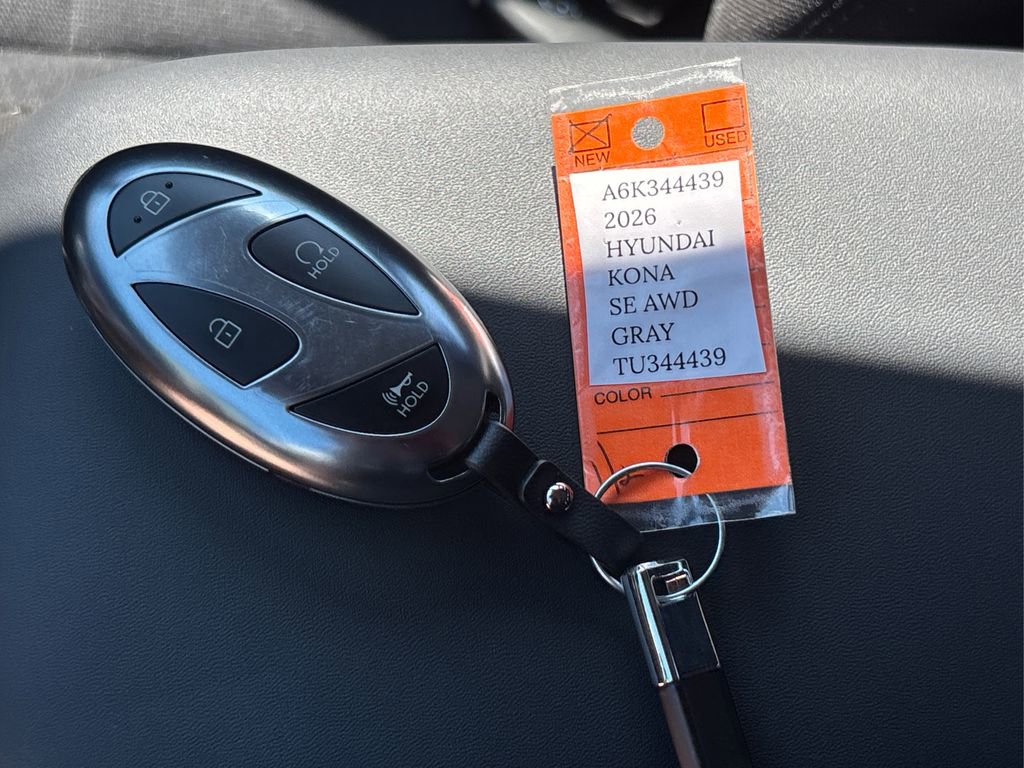 NEW
USED
A6K344439
2026
HYUNDAI
KONA
SE AWD
GRAY
TU344439
COLOR
HOLD
HOLD